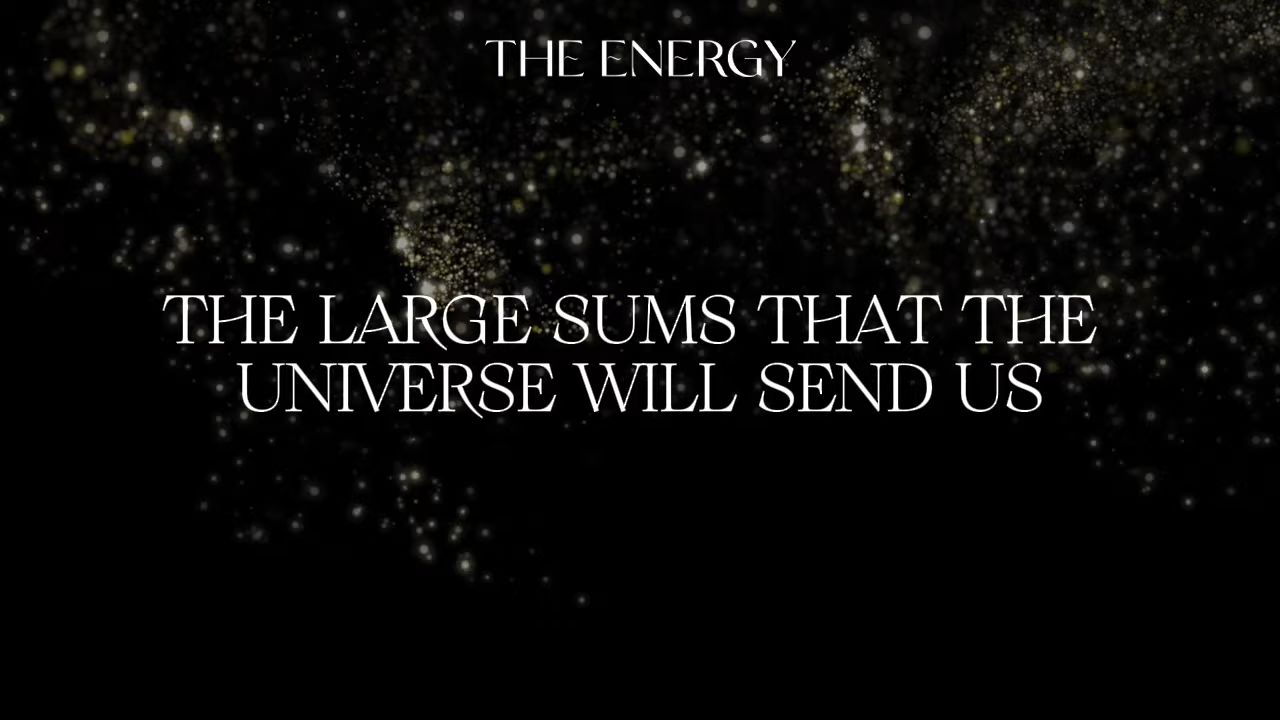 THE ENERGY
THE LARGE SUMS THAT THE
UNIVERSE WILL SEND US